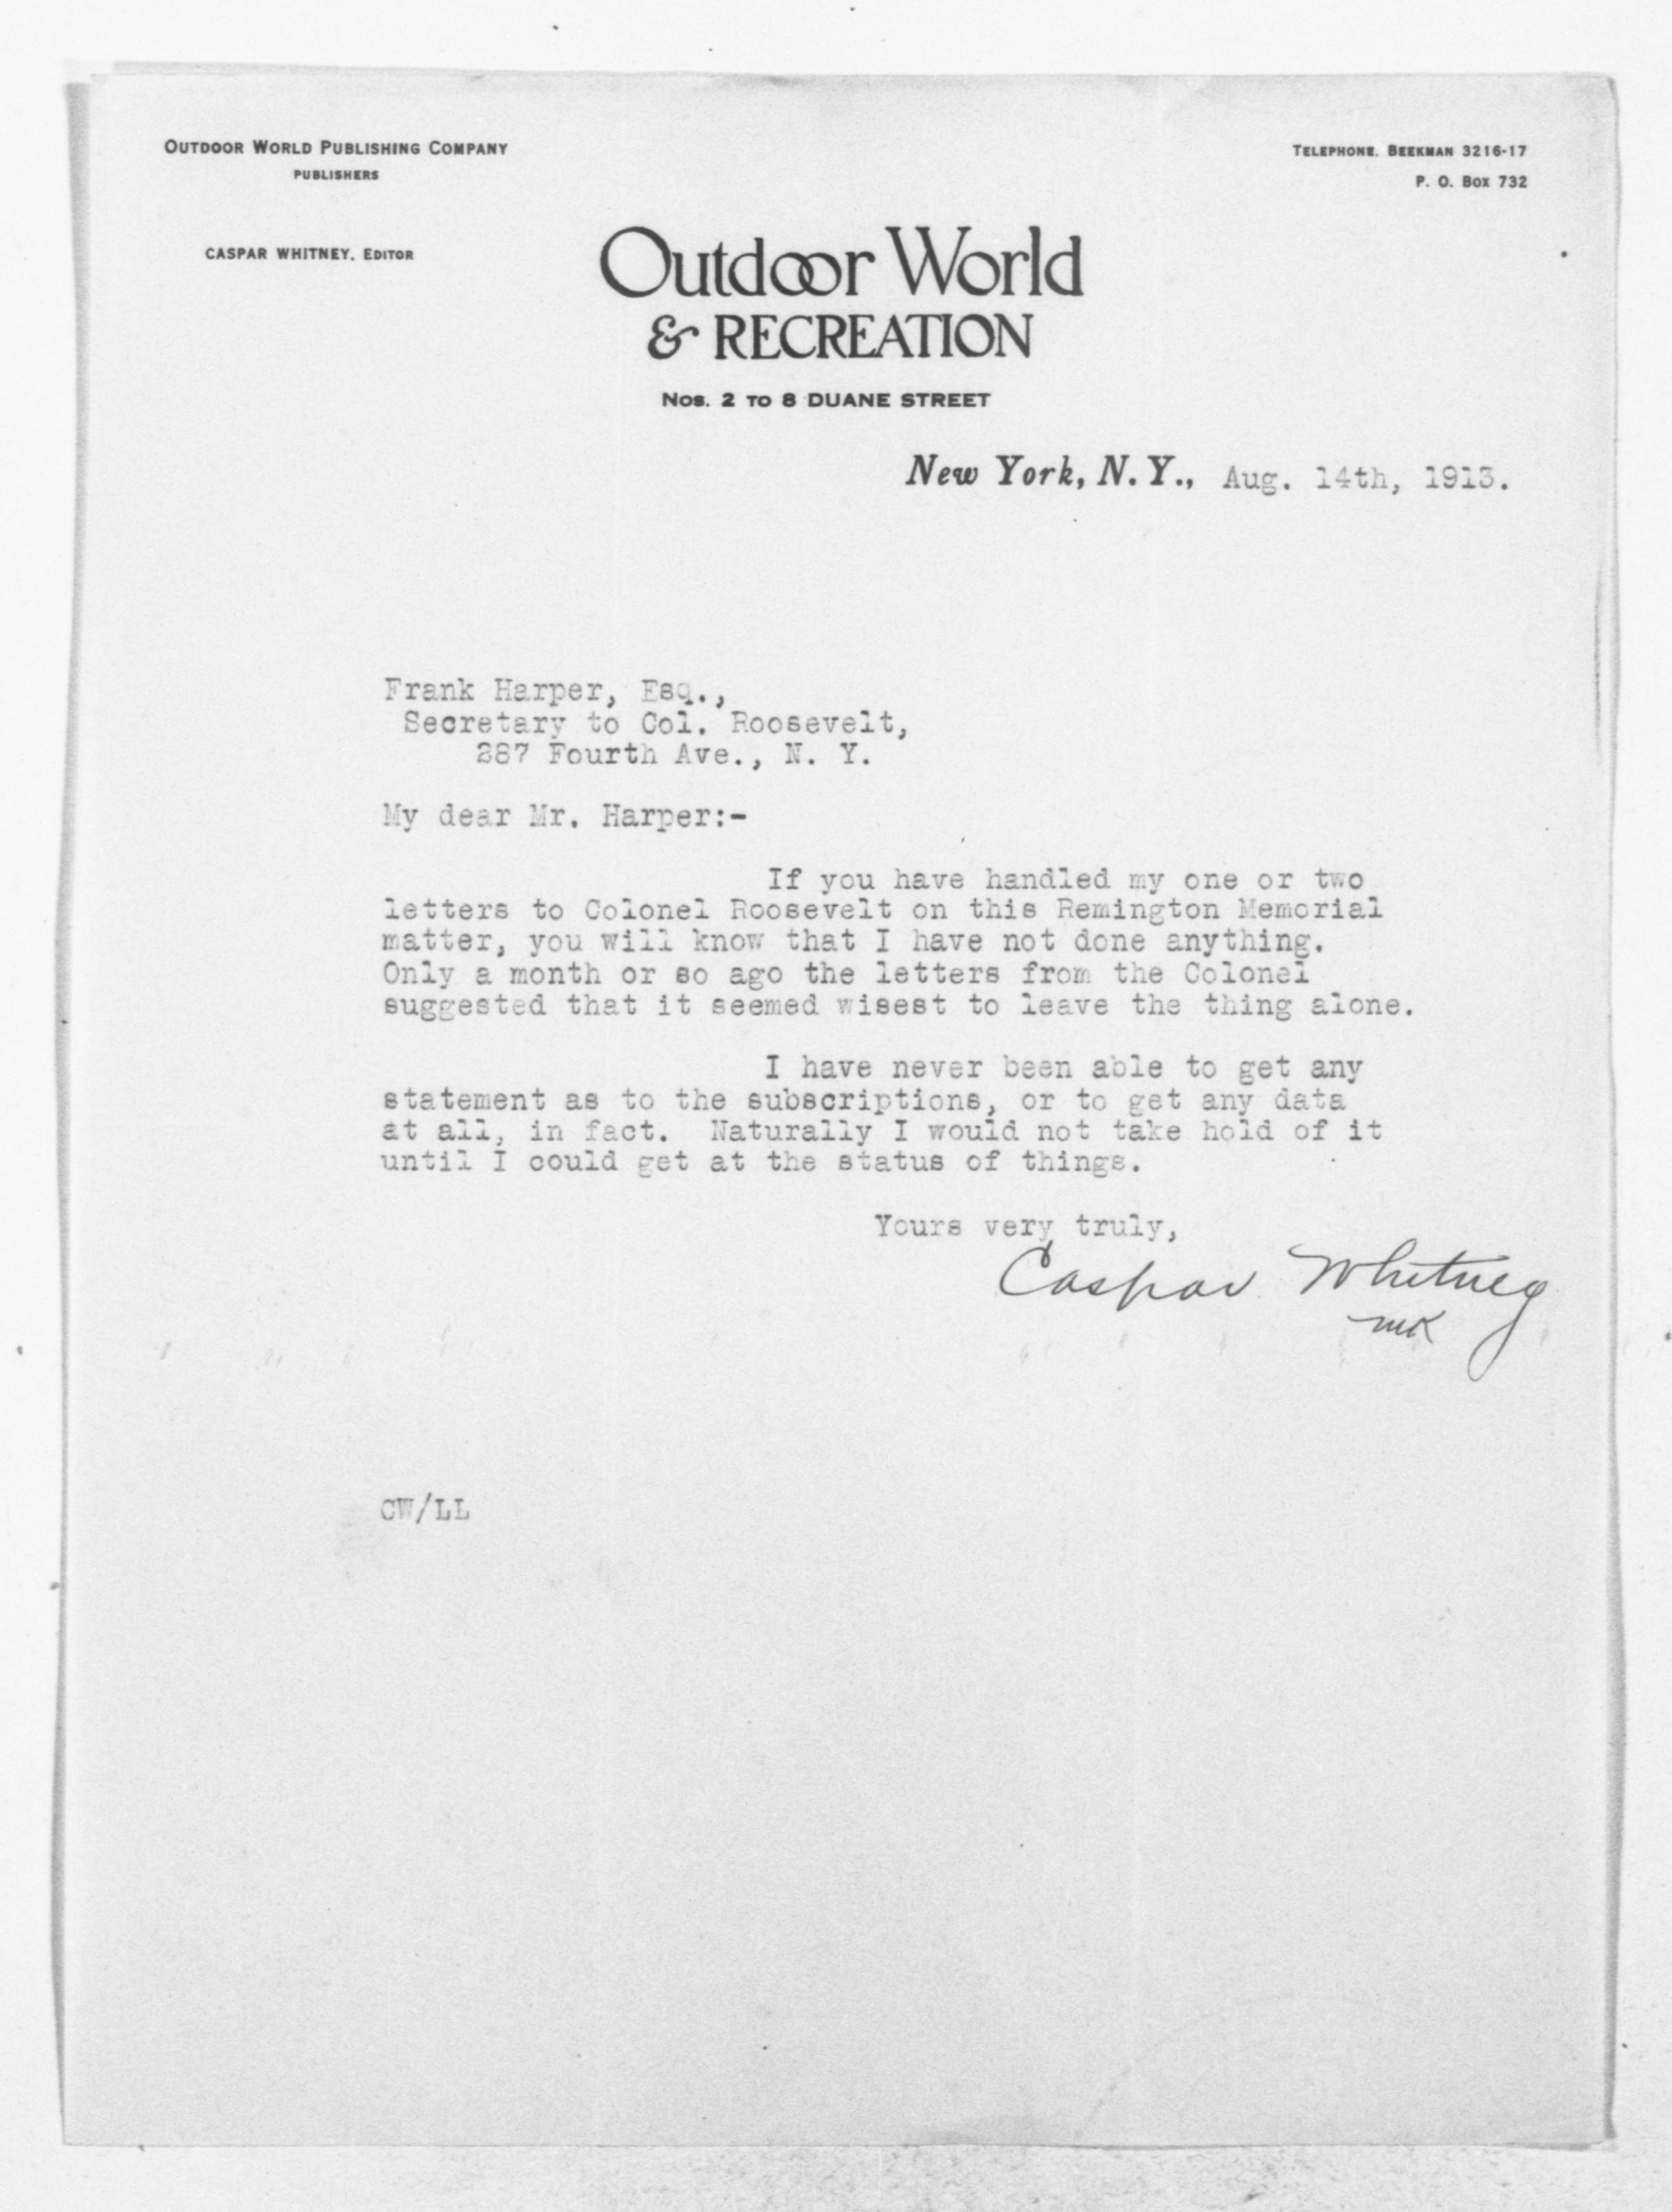 OUTDOOR WORLD PUBLISHING COMPANY
PUBLISHERS
TELEPHONE. BEEKMAN 3216-17
P. O. BOX 732
CASPAR WHITNEY, EDITOR
Outdoor World
& RECREATION
Nos. 2 TO 8 DUANE STREET
New York, N. Y., Aug. 14th, 1913.
Frank Harper, Esq.,
Secretary to Col. Roosevelt,
287 Fourth Ave., N. Y.
My dear Mr. Harper:-
If you have handled my one or two
letters to Colonel Roosevelt on this Remington Memorial
matter, you will know that I have not done anything.
Only a month or so ago the letters from the Colonel
suggested that it seemed wisest to leave the thing alone.
I have never been able to get any
statement as to the subscriptions, or to get any data
at all, in fact. Naturally I would not take hold of it
until I could get at the status of things.
Yours very truly,
Caspar Whitney
mK
CW/LL